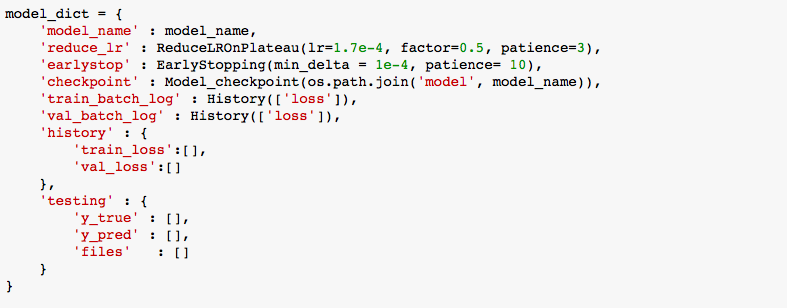 model_dict = {
    'model_name' : model_name,
    'reduce_lr' : ReduceLROnPlateau(lr=1.7e-4, factor=0.5, patience=3),
    'earlystop' : EarlyStopping(min_delta = 1e-4, patience= 10),
    'checkpoint' : Model_checkpoint(os.path.join('model', model_name)),
    'train_batch_log' : History(['loss']),
    'val_batch_log' : History(['loss']),
    'history' : {
        'train_loss':[],
        'val_loss':[]
    },
    'testing' : {
        'y_true' : [],
        'y_pred' : [],
        'files'   : []
    }
}